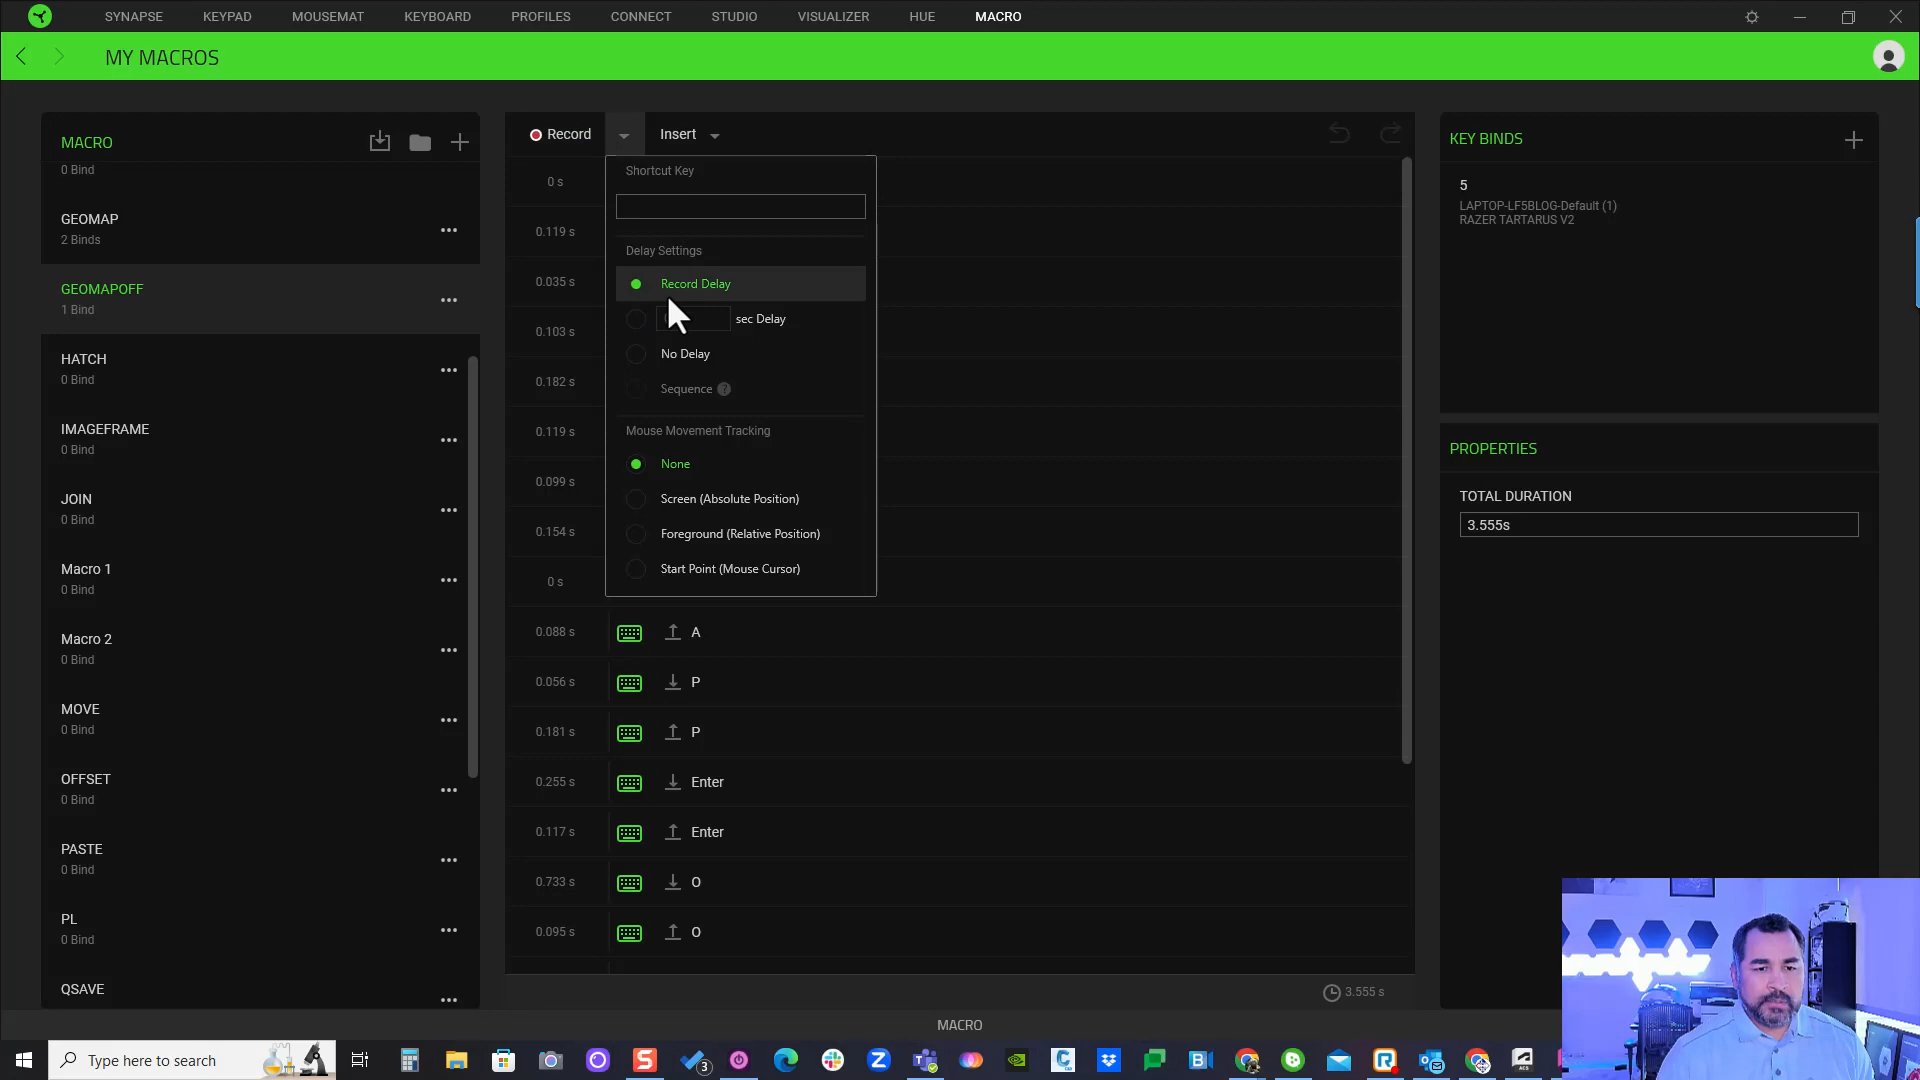 SYNAPSE KEYPAD MOUSEMAT KEYBOARD PROFILES CONNECT STUDIO VISUALIZER HUE MACRO
MY MACROS
MACRO
0 Bind
GEOMAP
2 Binds
GEOMAPOFF
1 Bind
HATCH
0 Bind
IMAGEFRAME
0 Bind
JOIN
0 Bind
Macro 1
0 Bind
Macro 2
0 Bind
MOVE
0 Bind
OFFSET
0 Bind
PASTE
0 Bind
PL
0 Bind
QSAVE
Record Insert
Shortcut Key
Delay Settings
Record Delay
sec Delay
No Delay
Sequence ?
Mouse Movement Tracking
None
Screen (Absolute Position)
Foreground (Relative Position)
Start Point (Mouse Cursor)
0 s
0.119 s
0.035 s
0.103 s
0.182 s
0.119 s
0.099 s
0.154 s
0 s
0.088 s A
0.056 s P
0.181 s P
0.255 s Enter
0.117 s Enter
0.733 s O
0.095 s O
3.555 s
KEY BINDS
5
LAPTOP-LF5BLOG-Default (1)
RAZER TARTARUS V2
PROPERTIES
TOTAL DURATION
3.555s
MACRO
Type here to search
3